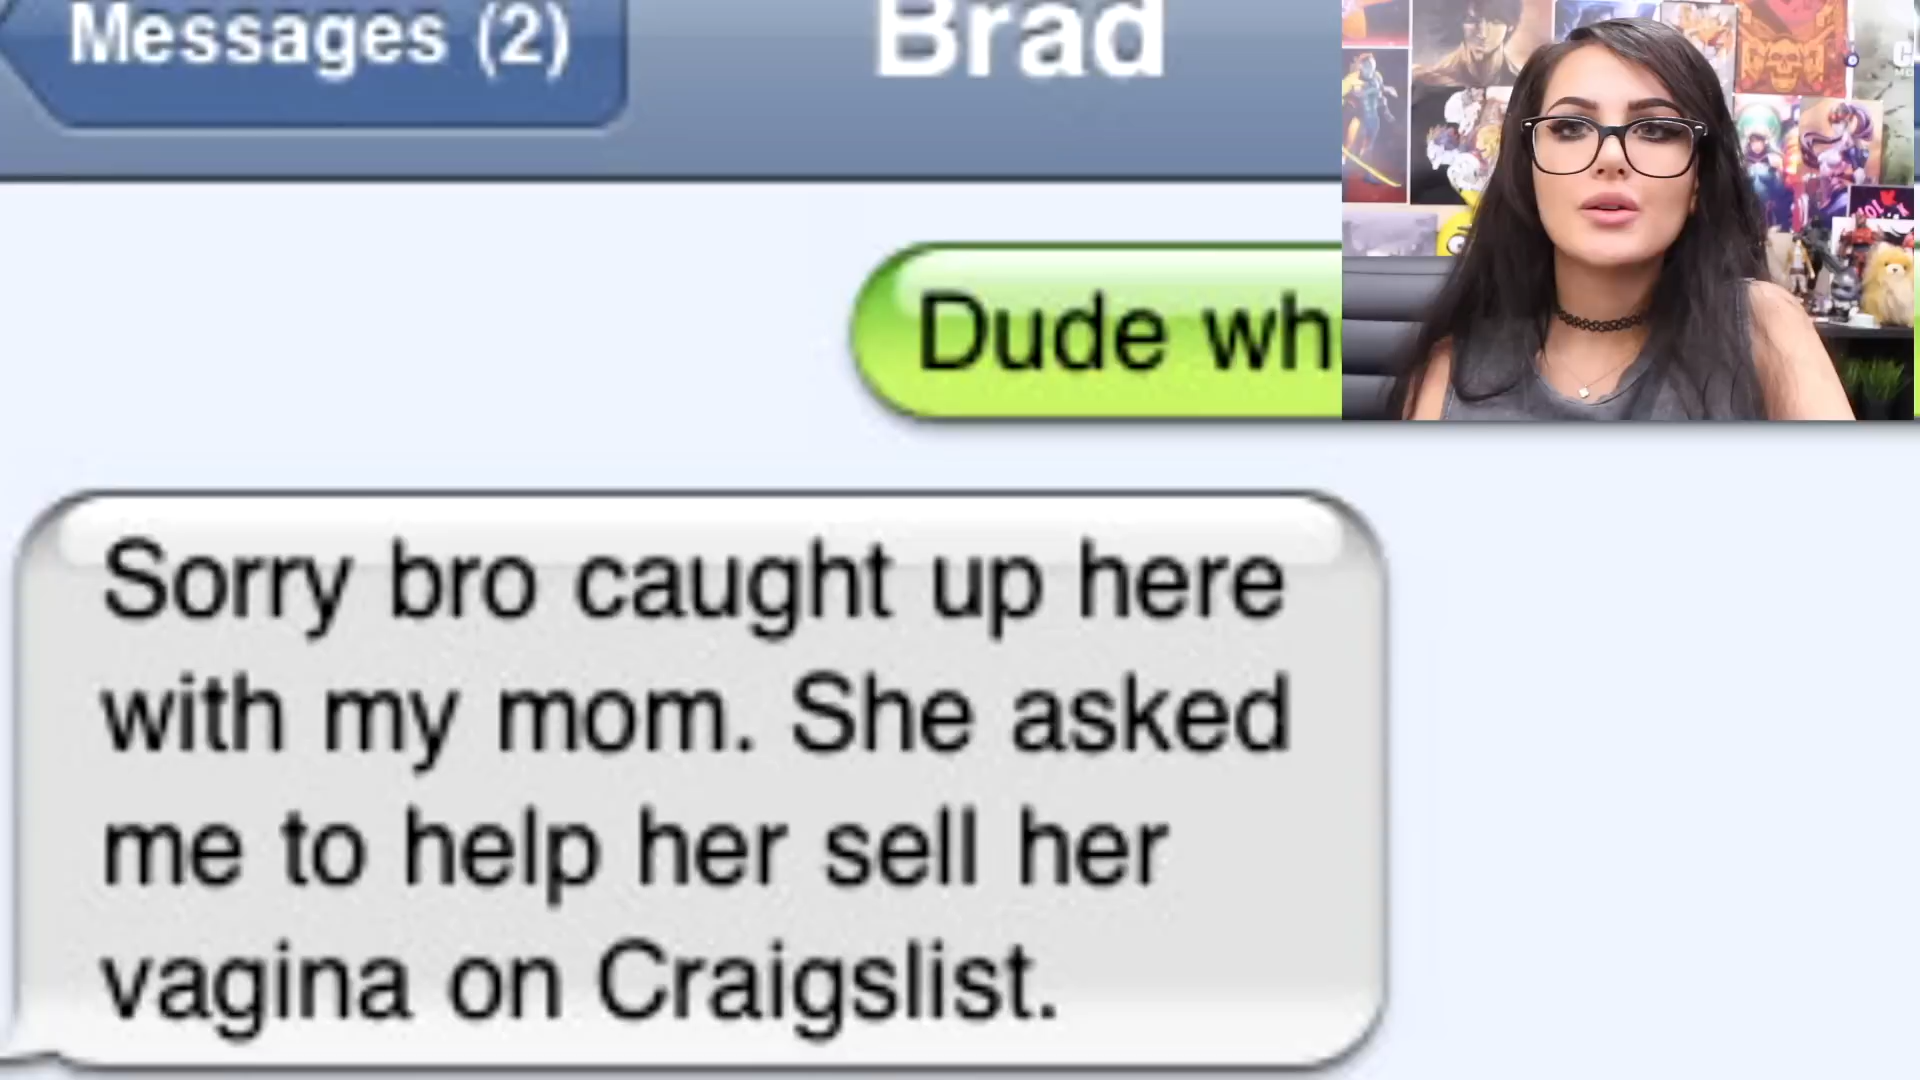 Messages (2)
Brad
Dude wh
Sorry bro caught up here
with my mom. She asked
me to help her sell her
vagina on Craigslist.